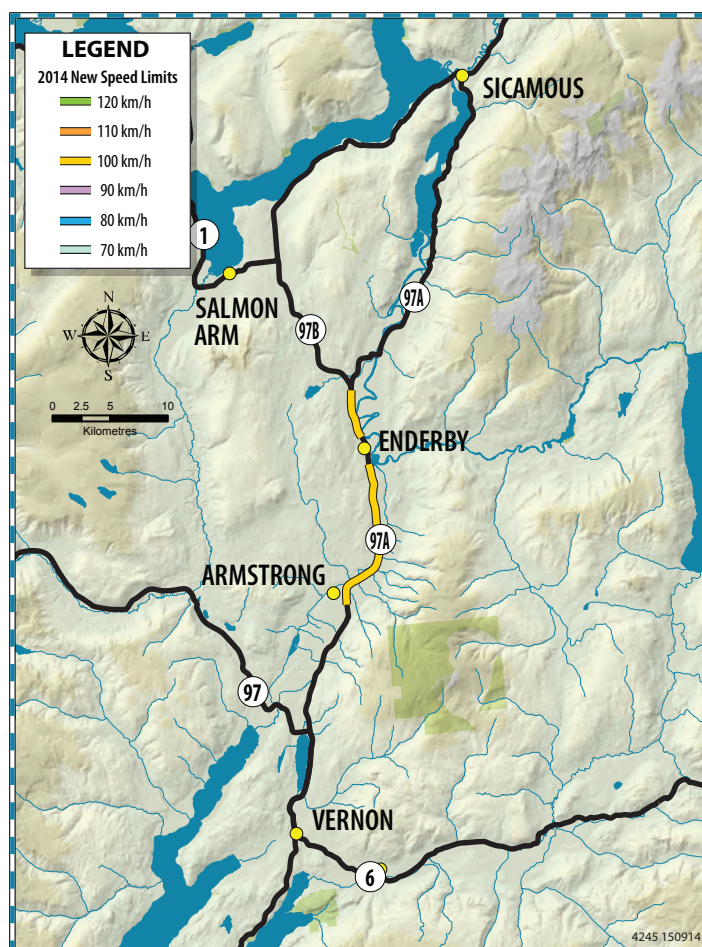 LEGEND
2014 New Speed Limits
120 km/h
110 km/h
100 km/h
90 km/h
80 km/h
70 km/h
SICAMOUS
1
SALMON
ARM
97A
97B
N
W E
S
0 2.5 5 10
Kilometres
ENDERBY
97A
ARMSTRONG
97
VERNON
6
4245 150914